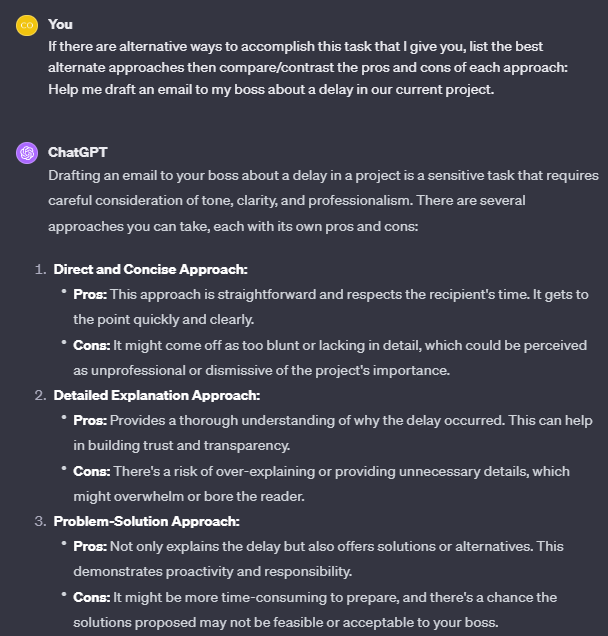 You
If there are alternative ways to accomplish this task that I give you, list the best
alternate approaches then compare/contrast the pros and cons of each approach:
Help me draft an email to my boss about a delay in our current project.
ChatGPT
Drafting an email to your boss about a delay in a project is a sensitive task that requires
careful consideration of tone, clarity, and professionalism. There are several
approaches you can take, each with its own pros and cons:
1. Direct and Concise Approach:
• Pros: This approach is straightforward and respects the recipient's time. It gets to
the point quickly and clearly.
• Cons: It might come off as too blunt or lacking in detail, which could be perceived
as unprofessional or dismissive of the project's importance.
2. Detailed Explanation Approach:
• Pros: Provides a thorough understanding of why the delay occurred. This can help
in building trust and transparency.
• Cons: There's a risk of over-explaining or providing unnecessary details, which
might overwhelm or bore the reader.
3. Problem-Solution Approach:
• Pros: Not only explains the delay but also offers solutions or alternatives. This
demonstrates proactivity and responsibility.
• Cons: It might be more time-consuming to prepare, and there's a chance the
solutions proposed may not be feasible or acceptable to your boss.